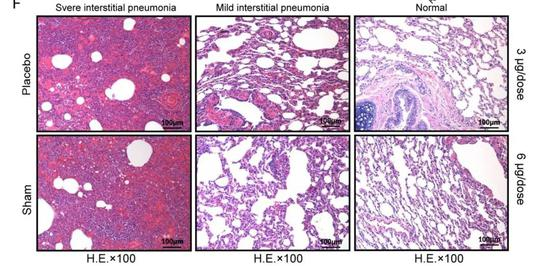 F
Svere interstitial pneumonia
Mild interstitial pneumonia
Normal
Placebo
3 μg/dose
100μm
100μm
100μm
Sham
6 μg/dose
100μm
100μm
100μm
H.E.×100
H.E.×100
H.E.×100